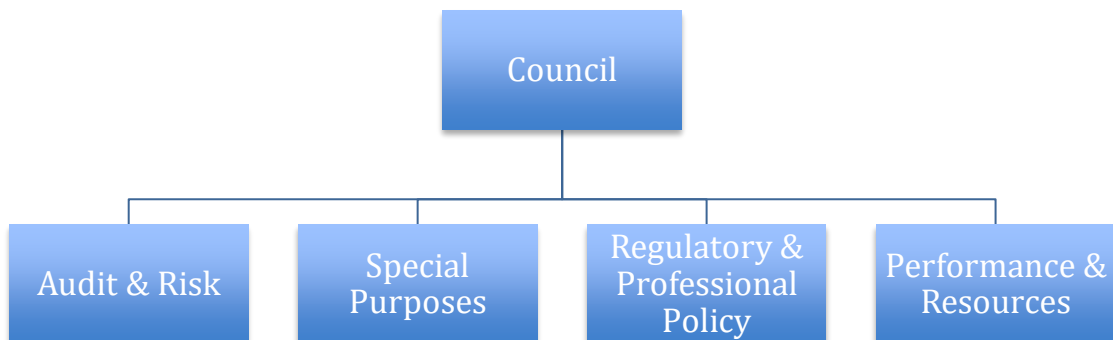 Council
Audit & Risk
Special
Purposes
Regulatory &
Professional
Policy
Performance &
Resources